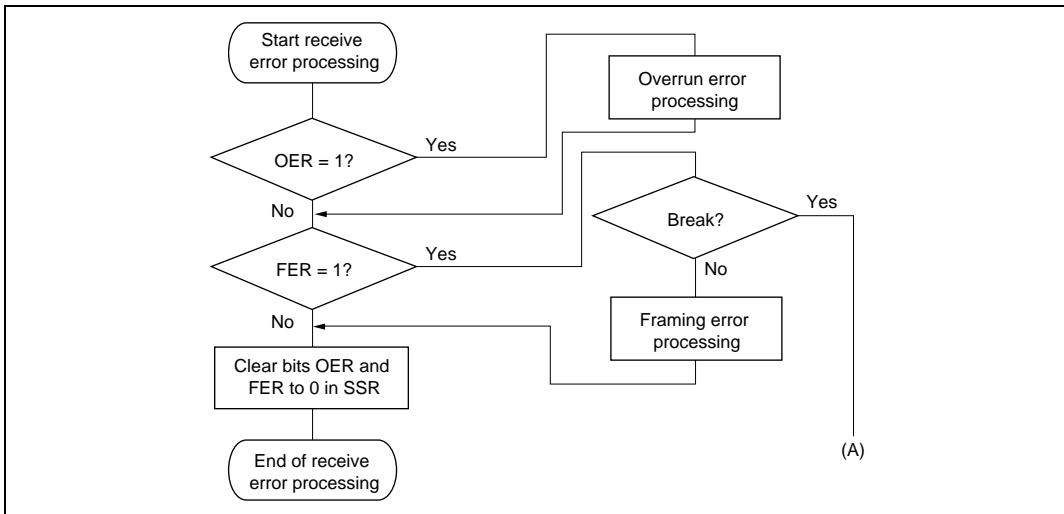 Start receive
error processing
Overrun error
processing
Yes
OER = 1?
No
Yes
Break?
Yes
FER = 1?
No
No
Framing error
processing
Clear bits OER and
FER to 0 in SSR
End of receive
error processing
(A)